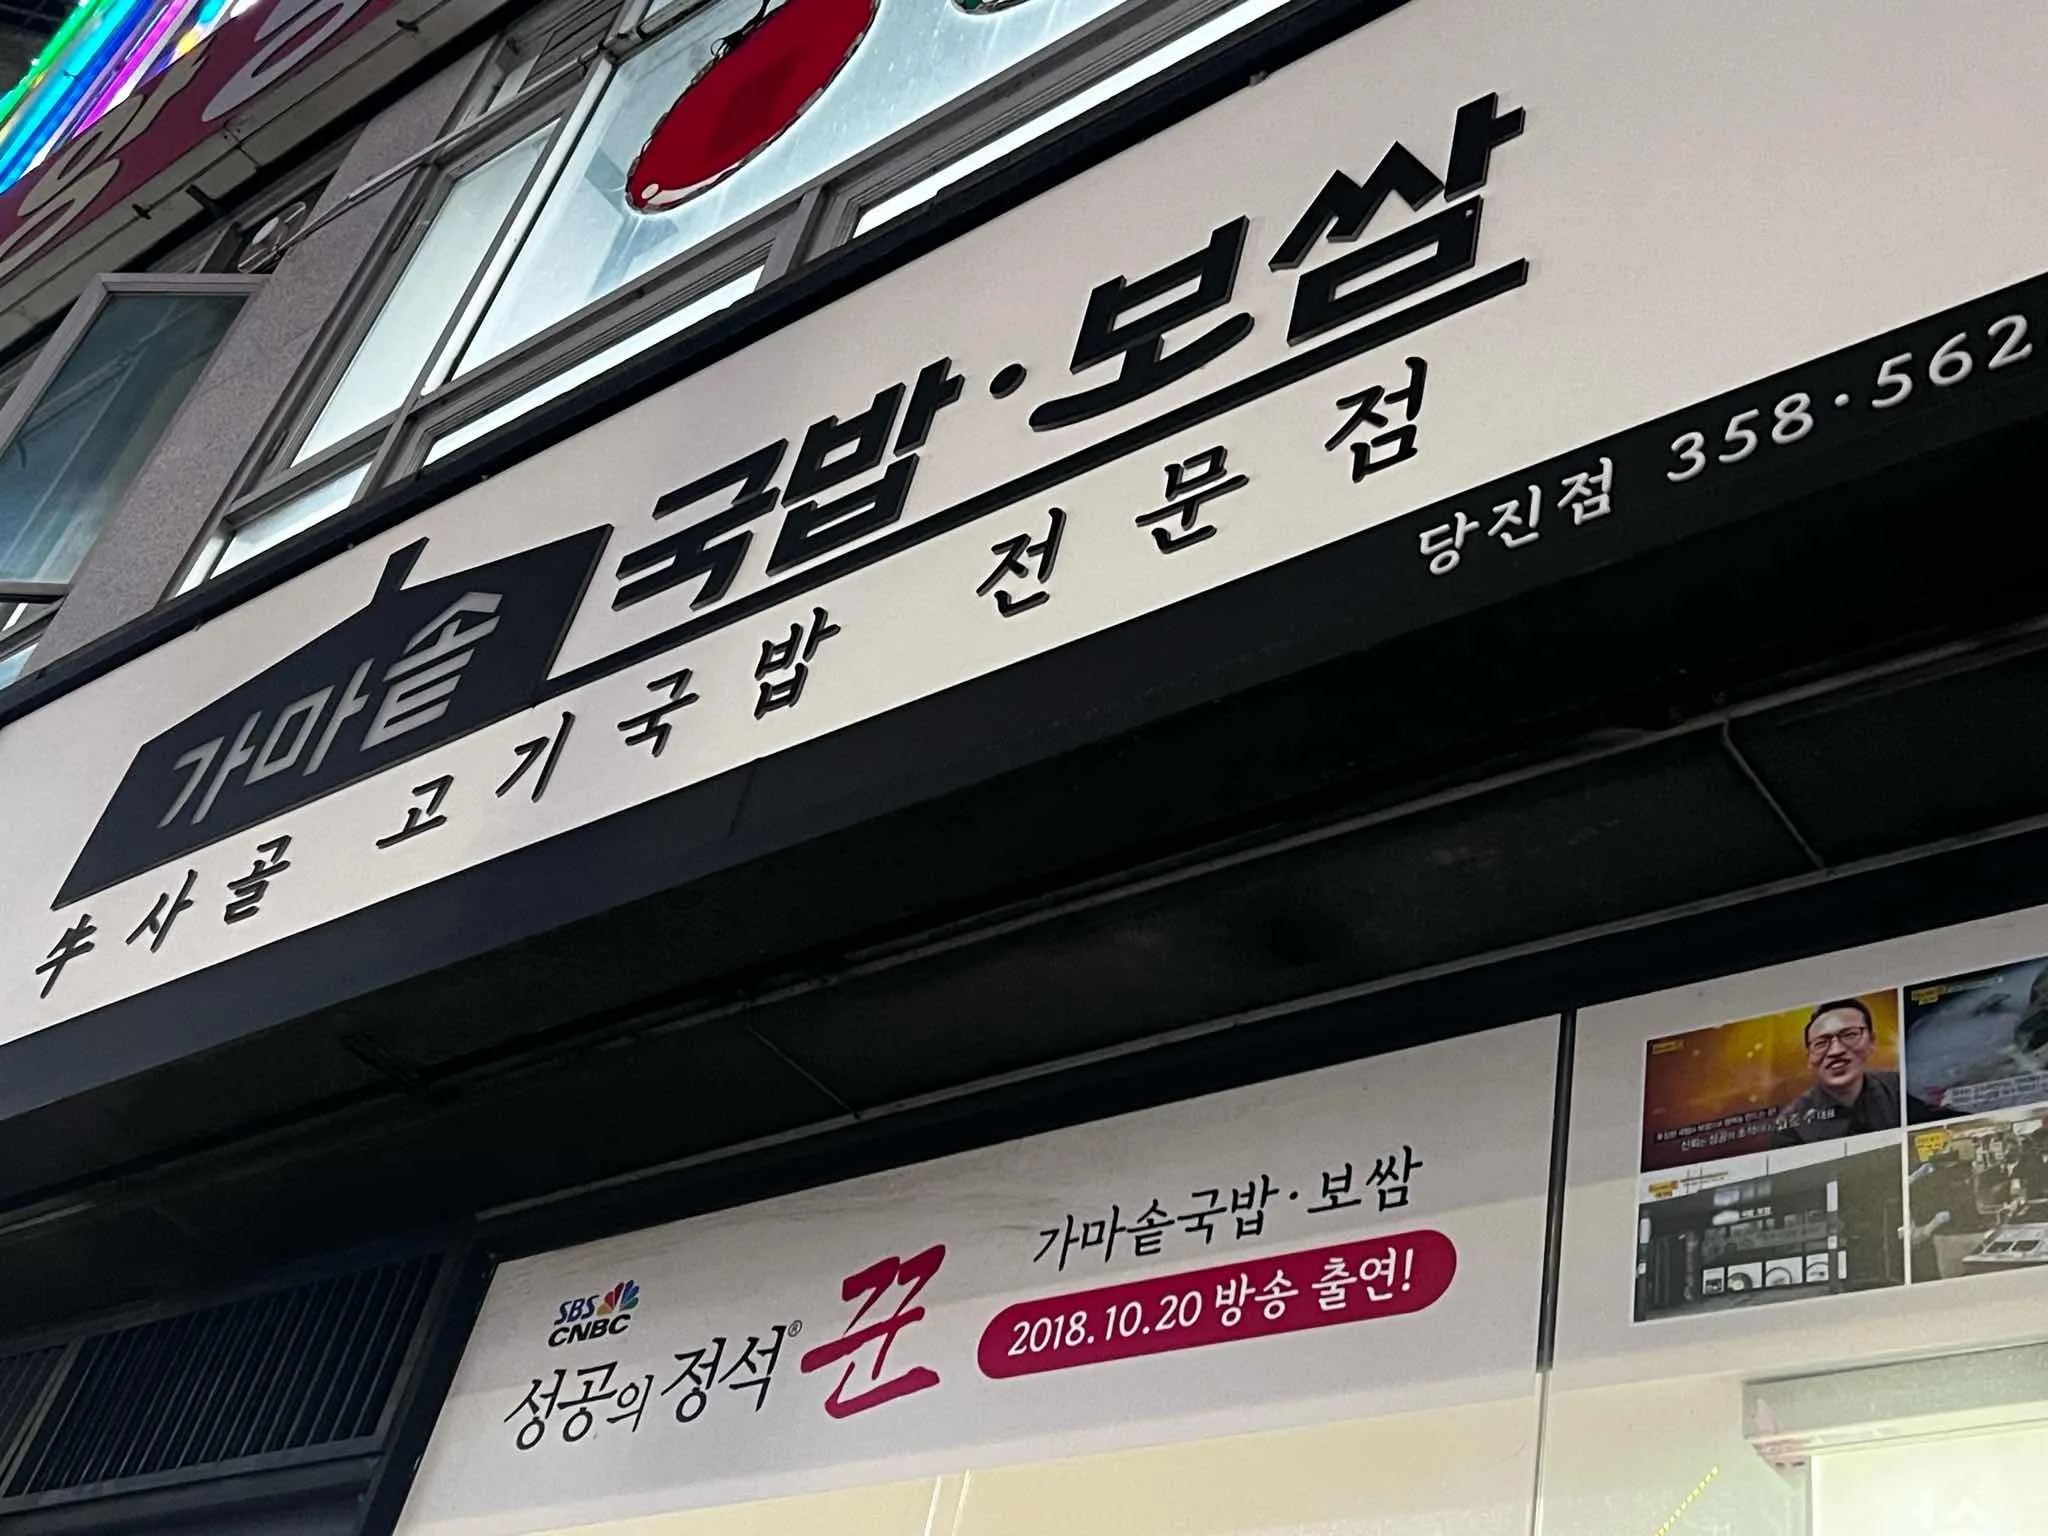 가마솥 국밥·보쌈
牛사골 고기국밥 전문점
당진점 358·562
SBS
CNBC
성공의 정석® 꾼
가마솥국밥·보쌈
2018.10.20 방송 출연!